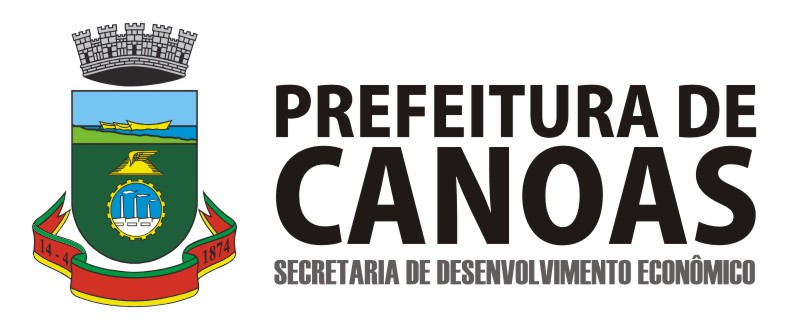 PREFEITURA DE
CANOAS
SECRETARIA DE DESENVOLVIMENTO ECONÔMICO
14 - 4
1874